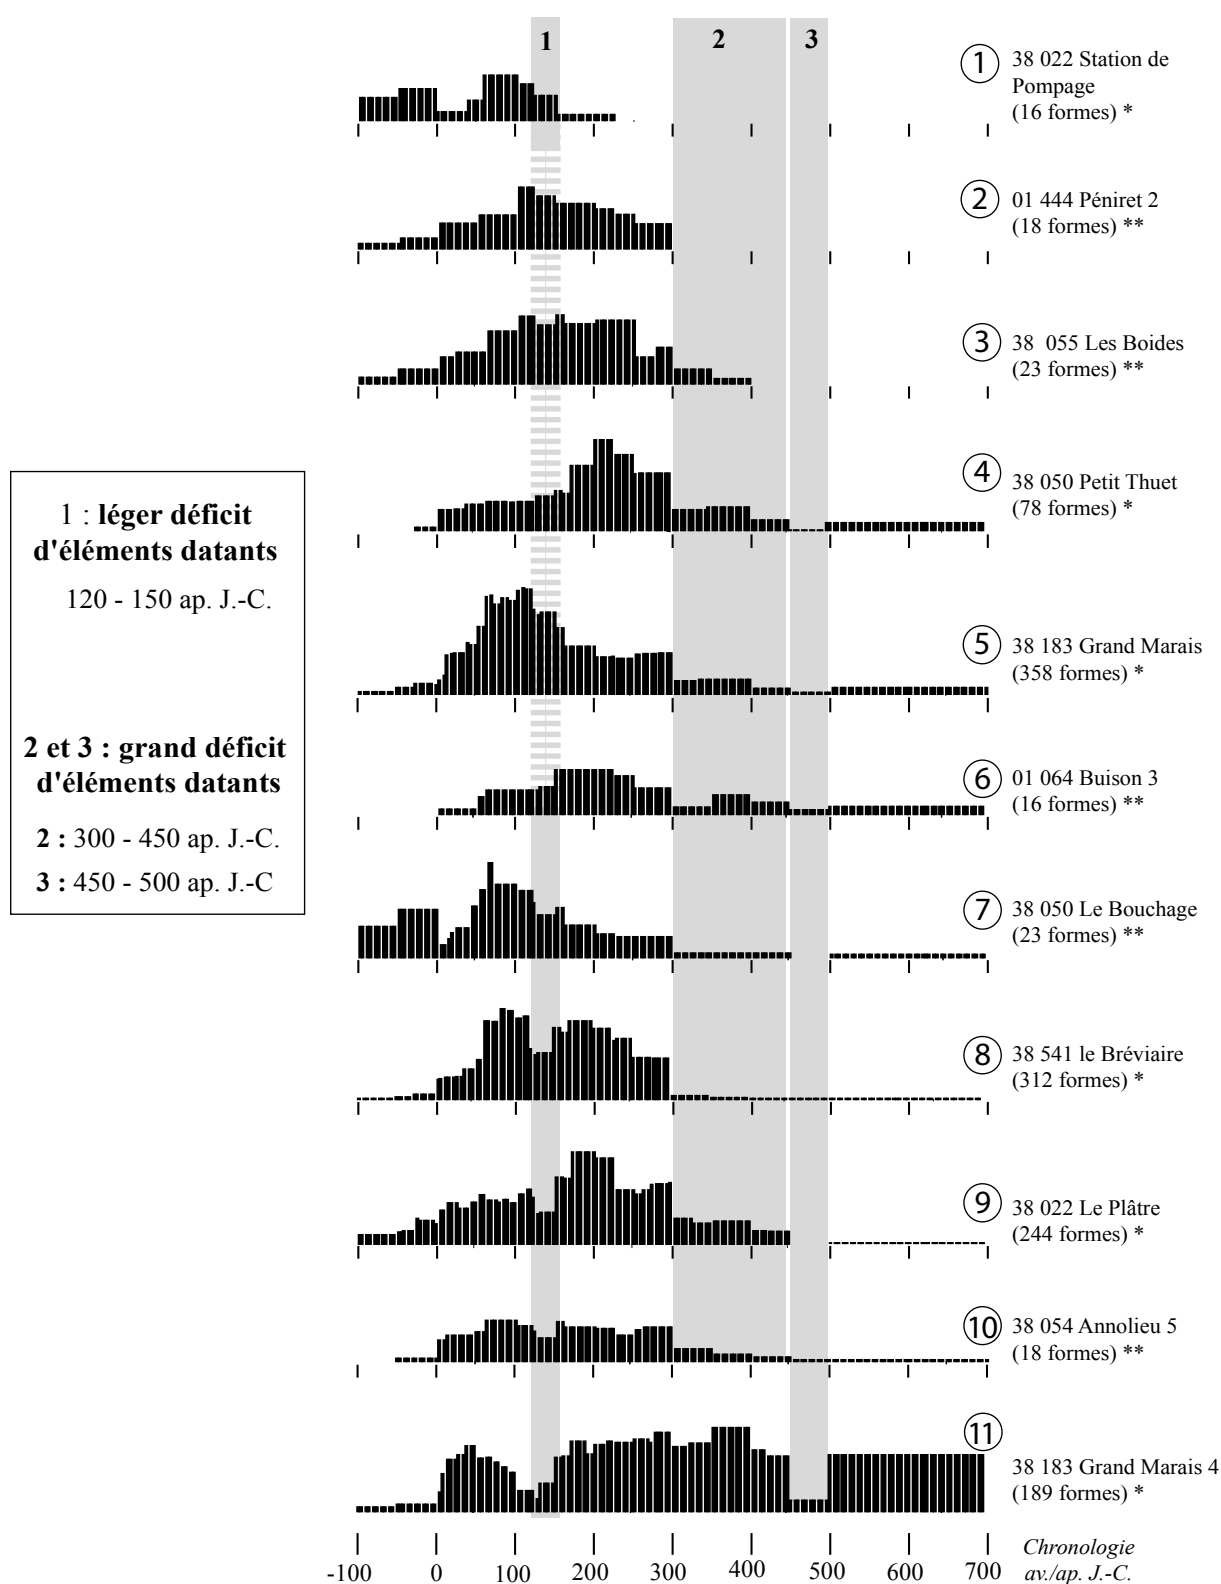 1 2 3
1
38 022 Station de
Pompage
(16 formes) *
2
01 444 Péniret 2
(18 formes) **
3
38 055 Les Boides
(23 formes) **
4
38 050 Petit Thuet
(78 formes) *
1 : léger déficit
d'éléments datants
120 - 150 ap. J.-C.
2 et 3 : grand déficit
d'éléments datants
2 : 300 - 450 ap. J.-C.
3 : 450 - 500 ap. J.-C
5
38 183 Grand Marais
(358 formes) *
6
01 064 Buison 3
(16 formes) **
7
38 050 Le Bouchage
(23 formes) **
8
38 541 le Bréviaire
(312 formes) *
9
38 022 Le Plâtre
(244 formes) *
10
38 054 Annolieu 5
(18 formes) **
11
38 183 Grand Marais 4
(189 formes) *
-100 0 100 200 300 400 500 600 700
Chronologie
av./ap. J.-C.